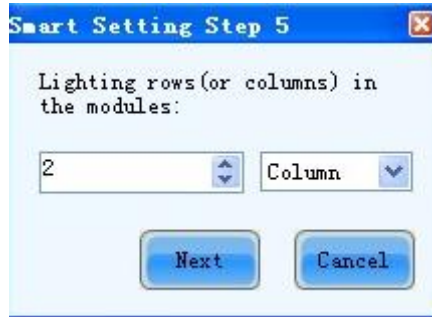 Smart Setting Step 5
Lighting rows(or columns) in
the modules:
2 Column
Next Cancel